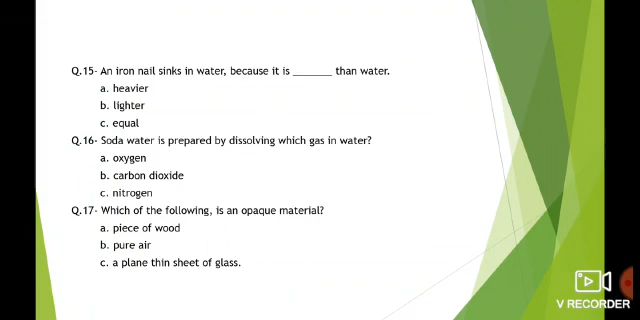 Q.15- An iron nail sinks in water, because it is _______ than water.
a. heavier
b. lighter
c. equal
Q.16- Soda water is prepared by dissolving which gas in water?
a. oxygen
b. carbon dioxide
c. nitrogen
Q.17- Which of the following, is an opaque material?
a. piece of wood
b. pure air
c. a plane thin sheet of glass.
V RECORDER